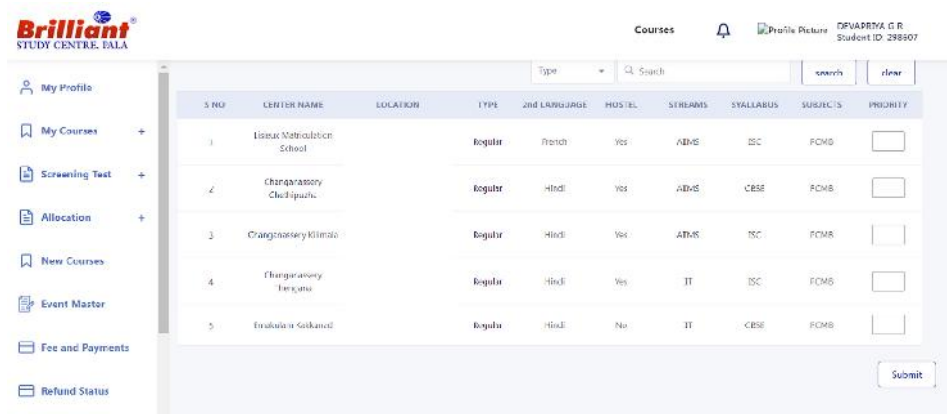 Brilliant®
STUDY CENTRE, PALA
Courses
Profile Picture
DEVAPRIYA G R
Student ID: 298607
My Profile
My Courses +
Screening Test +
Allocation +
New Courses
Event Master
Fee and Payments
Refund Status
Type Search search clear
S NO CENTER NAME LOCATION TYPE 2nd LANGUAGE HOSTEL STREAMS SYALLABUS SUBJECTS PRIORITY
1 Lisieux Matriculation School Regular French Yes AIIMS ISC PCMB
2 Changanassery Chethipuzha Regular Hindi Yes AIIMS CBSE PCMB
3 Changanassery Kilimala Regular Hindi Yes AIIMS ISC PCMB
4 Changanassery Thengana Regular Hindi Yes IT ISC PCMB
5 Ernakulam Kakkanad Regular Hindi No IT CBSE PCMB
Submit